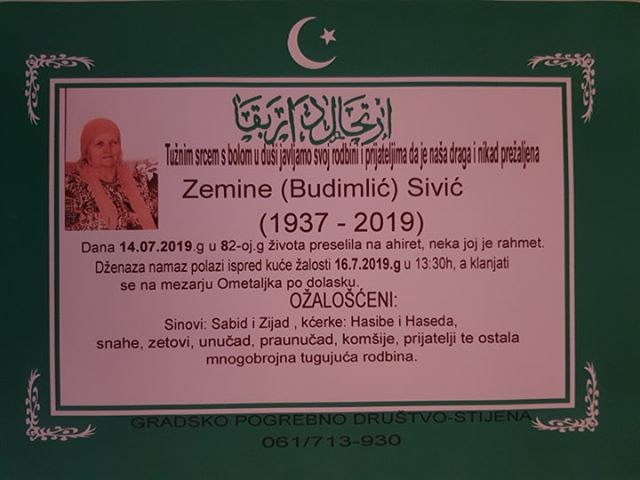 ارتحال دار بقا
Tužnim srcem s bolom u duši javljamo svoj rodbini i prijateljima da je naša draga i nikad prežaljena
Zemine (Budimlić) Sivić
(1937 - 2019)
Dana 14.07.2019.g u 82-oj.g života preselila na ahiret, neka joj je rahmet.
Dženaza namaz polazi ispred kuće žalosti 16.7.2019.g u 13:30h, a klanjati
se na mezarju Ometaljka po dolasku.
OŽALOŠĆENI:
Sinovi: Sabid i Zijad , kćerke: Hasibe i Haseda,
snahe, zetovi, unučad, praunučad, komšije, prijatelji te ostala
mnogobrojna tugujuća rodbina.
GRADSKO POGREBNO DRUŠTVO-STIJENA
061/713-930